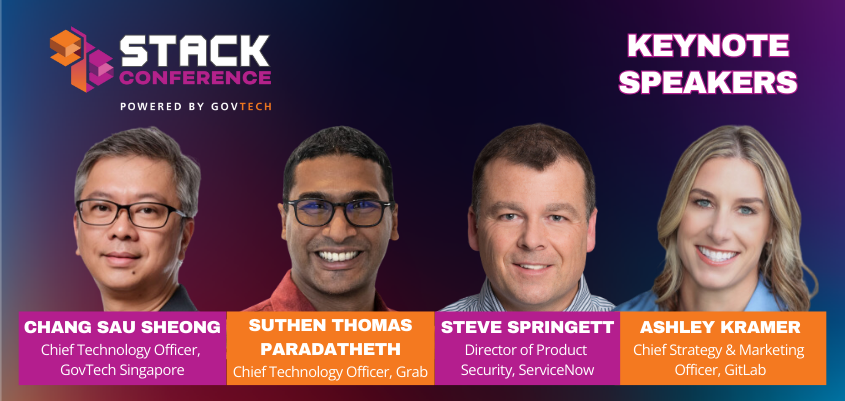 STACK
CONFERENCE
POWERED BY GOVTECH
KEYNOTE
SPEAKERS
CHANG SAU SHEONG
Chief Technology Officer,
GovTech Singapore
SUTHEN THOMAS
PARADATHETH
Chief Technology Officer, Grab
STEVE SPRINGETT
Director of Product
Security, ServiceNow
ASHLEY KRAMER
Chief Strategy & Marketing
Officer, GitLab